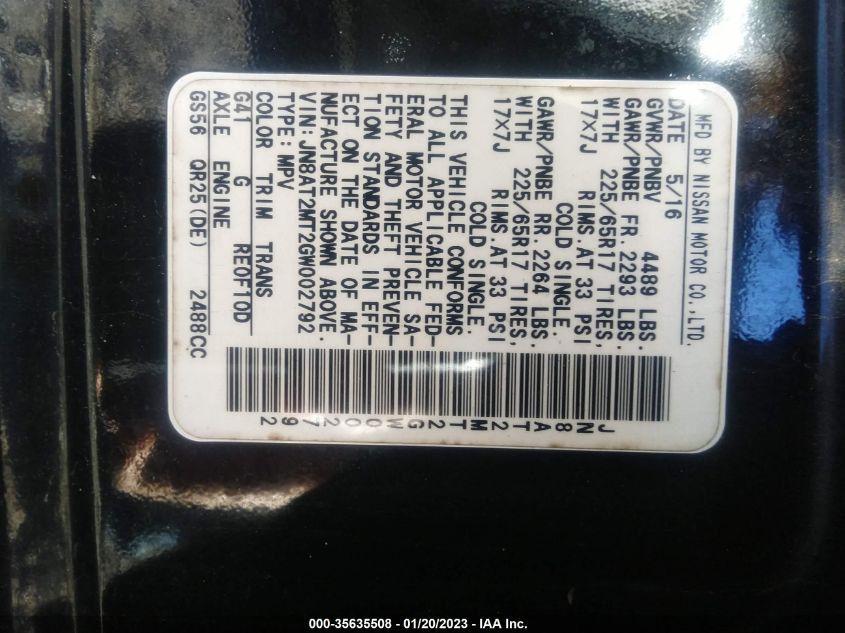 MFD BY NISSAN MOTOR CO.,LTD.
DATE 5/16
GVWR/PNBV 4489 LBS.
GAWR/PNBE FR.2293 LBS.
WITH 225/65R17 TIRES,
17X7J RIMS.AT 33 PSI
COLD SINGLE.
GAWR/PNBE RR.2264 LBS.
WITH 225/65R17 TIRES,
17X7J RIMS.AT 33 PSI
COLD SINGLE.
THIS VEHICLE CONFORMS
TO ALL APPLICABLE FED-
ERAL MOTOR VEHICLE SA-
FETY AND THEFT PREVEN-
TION STANDARDS IN EFF-
ECT ON THE DATE OF MA-
NUFACTURE SHOWN ABOVE.
VIN:JN8AT2MT2GW002792
TYPE:MPV
COLOR TRIM TRANS
G41 G RE0FT0D
AXLE ENGINE
GS56 QR25(DE) 2488CC
JN8AT2MT2GW002792
000-35635508 - 01/20/2023 - IAA Inc.